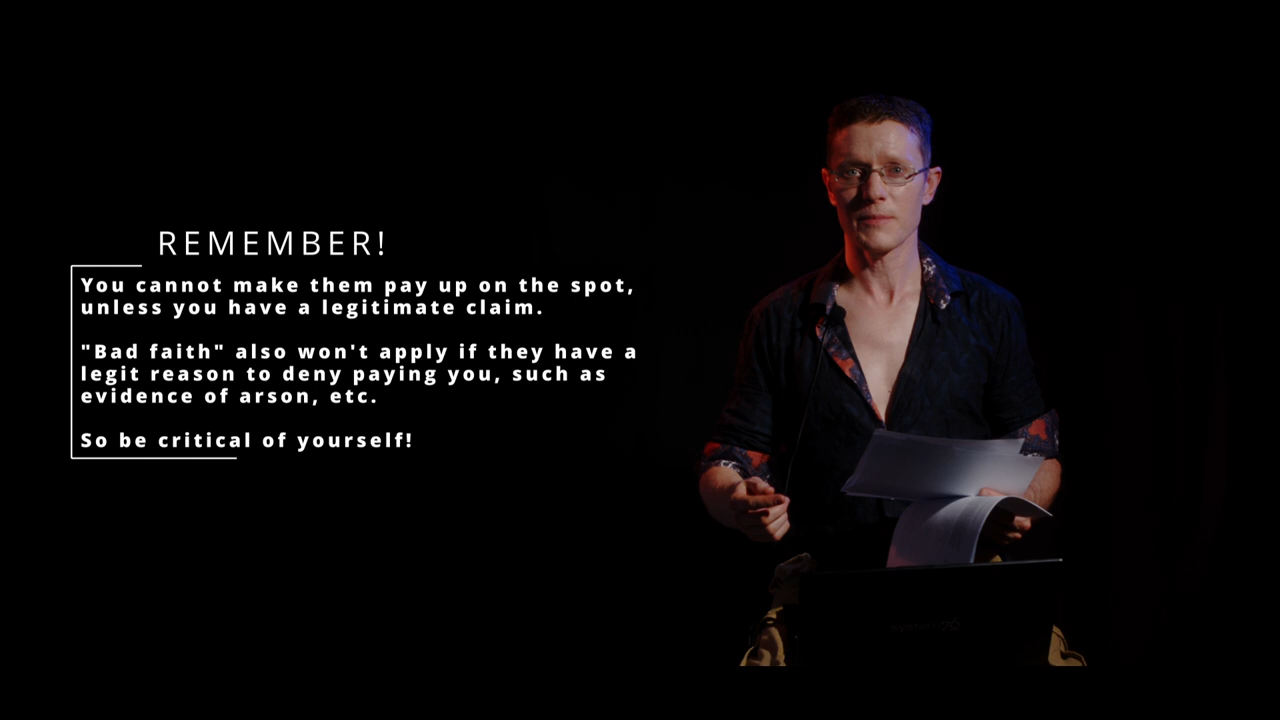 REMEMBER!
You cannot make them pay up on the spot,
unless you have a legitimate claim.
"Bad faith" also won't apply if they have a
legit reason to deny paying you, such as
evidence of arson, etc.
So be critical of yourself!